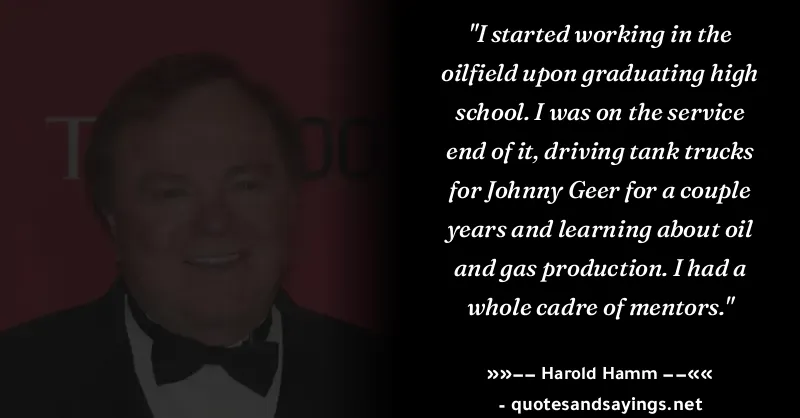 "I started working in the
oilfield upon graduating high
school. I was on the service
end of it, driving tank trucks
for Johnny Geer for a couple
years and learning about oil
and gas production. I had a
whole cadre of mentors."
»»–– Harold Hamm ––««
- quotesandsayings.net